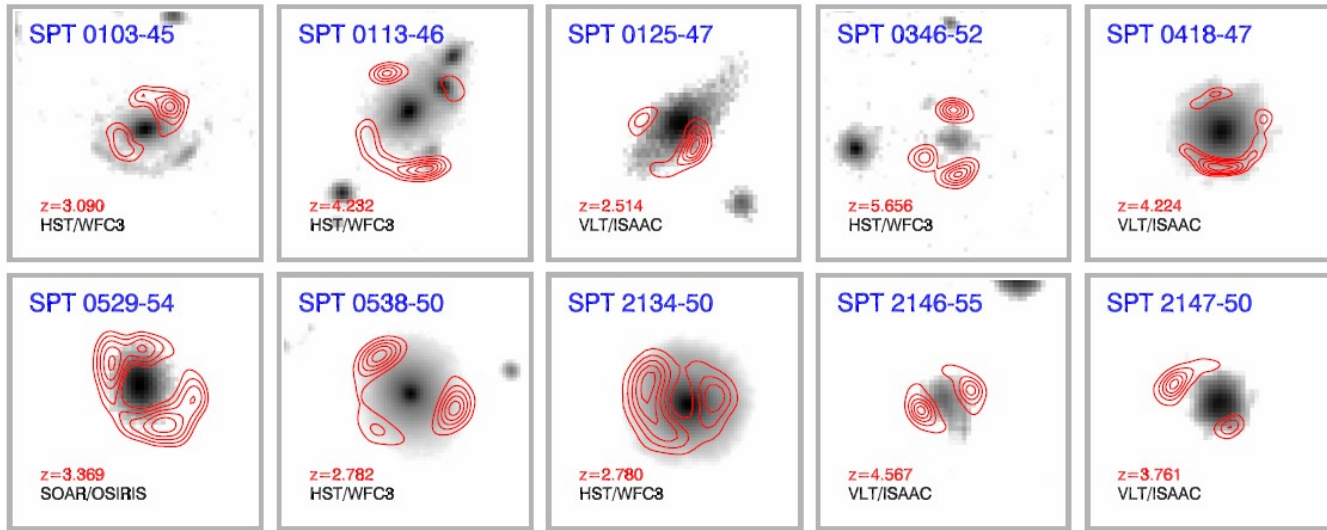 SPT 0103-45
z=3.090
HST/WFC3
SPT 0113-46
z=4.232
HST/WFC3
SPT 0125-47
z=2.514
VLT/ISAAC
SPT 0346-52
z=5.656
HST/WFC3
SPT 0418-47
z=4.224
VLT/ISAAC
SPT 0529-54
z=3.369
SOAR/OSIRIS
SPT 0538-50
z=2.782
HST/WFC3
SPT 2134-50
z=2.780
HST/WFC3
SPT 2146-55
z=4.567
VLT/ISAAC
SPT 2147-50
z=3.761
VLT/ISAAC